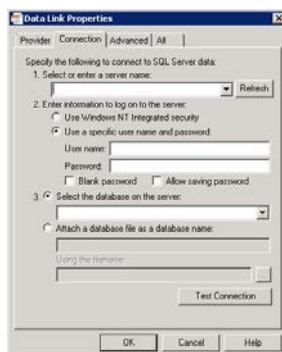 Data Link Properties
Provider Connection Advanced All
Specify the following to connect to SQL Server data:
1. Select or enter a server name:
Refresh
2. Enter information to log on to the server:
Use Windows NT Integrated security
Use a specific user name and password:
User name:
Password:
Blank password Allow saving password
3. Select the database on the server:
Attach a database file as a database name:
Using the filename:
...
Test Connection
OK Cancel Help